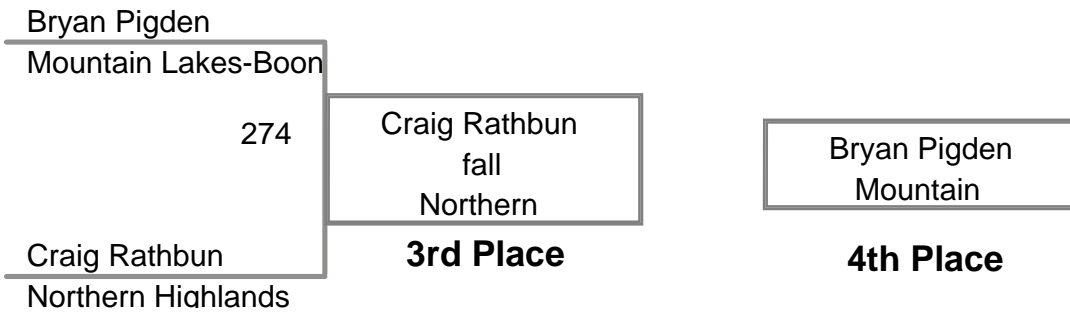 Bryan Pigden
Mountain Lakes-Boon
274
Craig Rathbun
fall
Northern
3rd Place
Bryan Pigden
Mountain
4th Place
Craig Rathbun
Northern Highlands